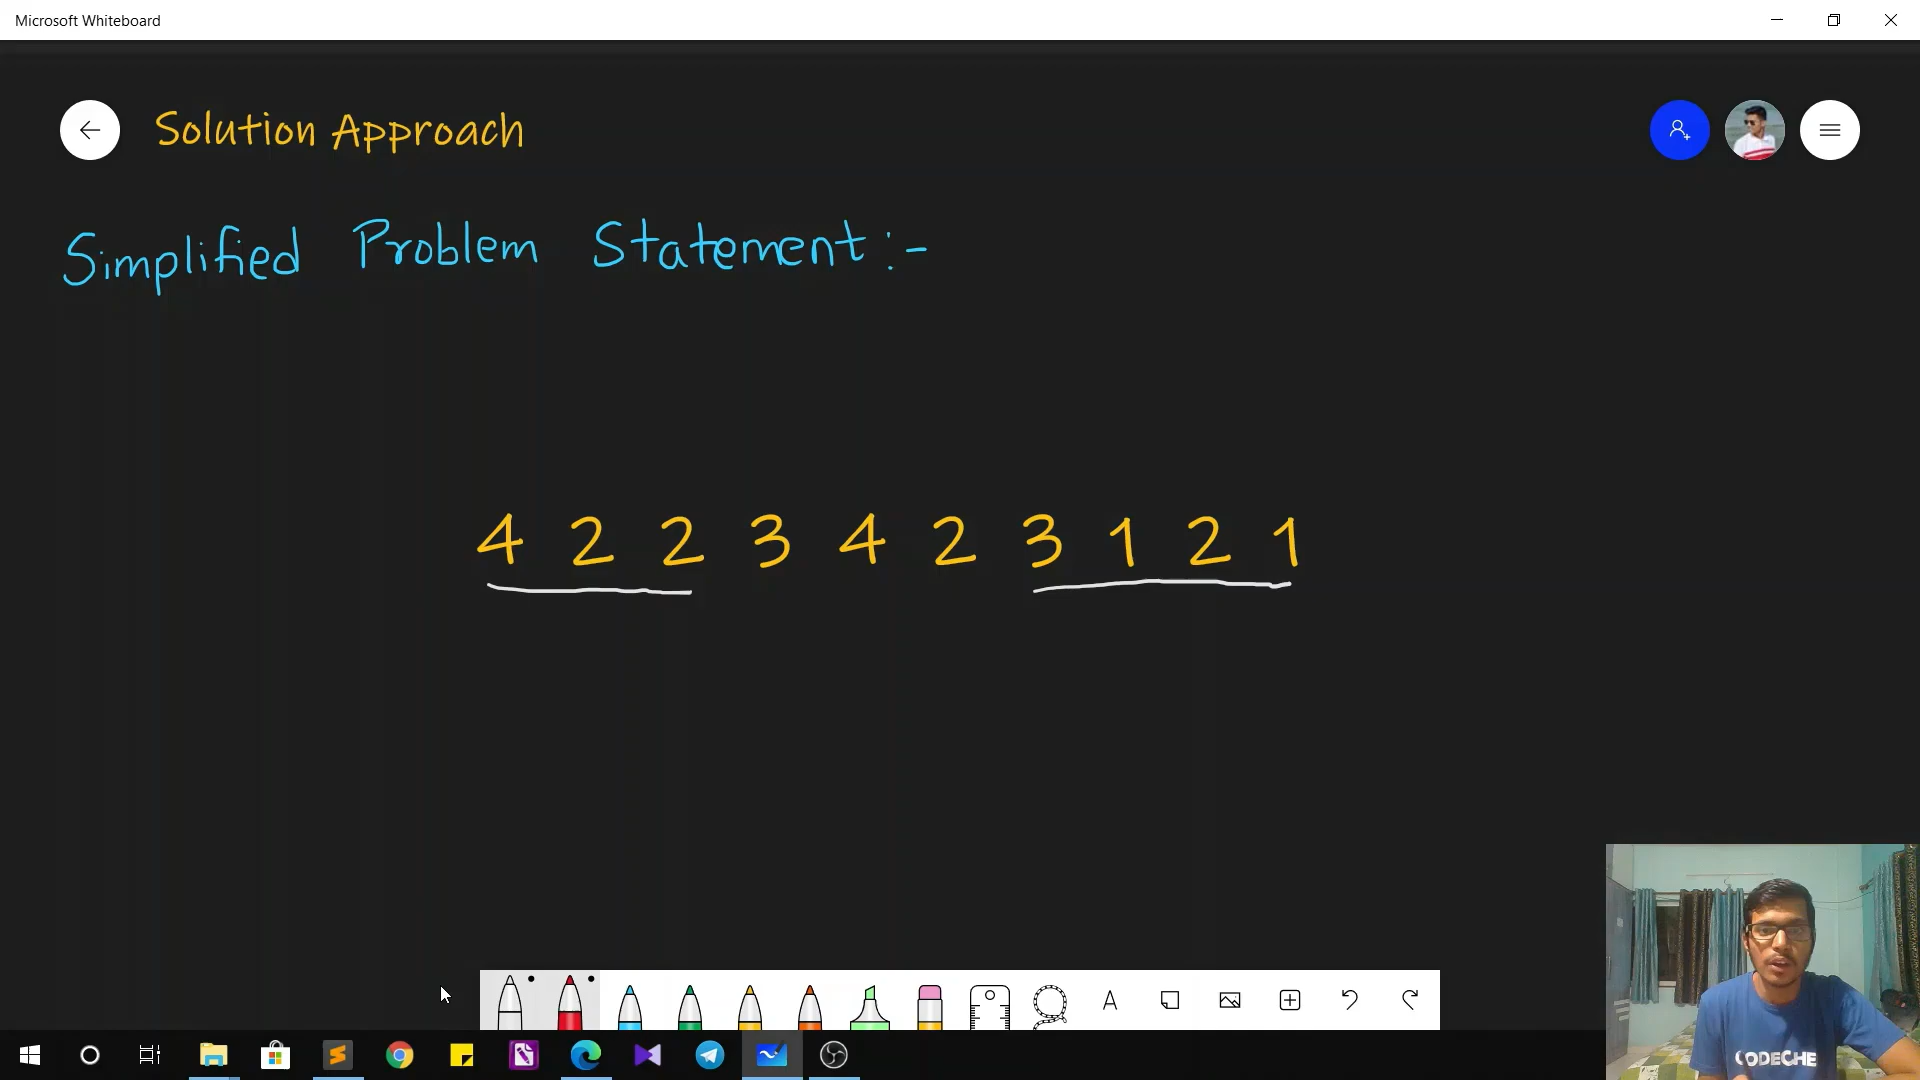 Microsoft Whiteboard
Solution Approach
Simplified Problem Statement:-
4 2 2 3 4 2 3 1 2 1
CODECHE